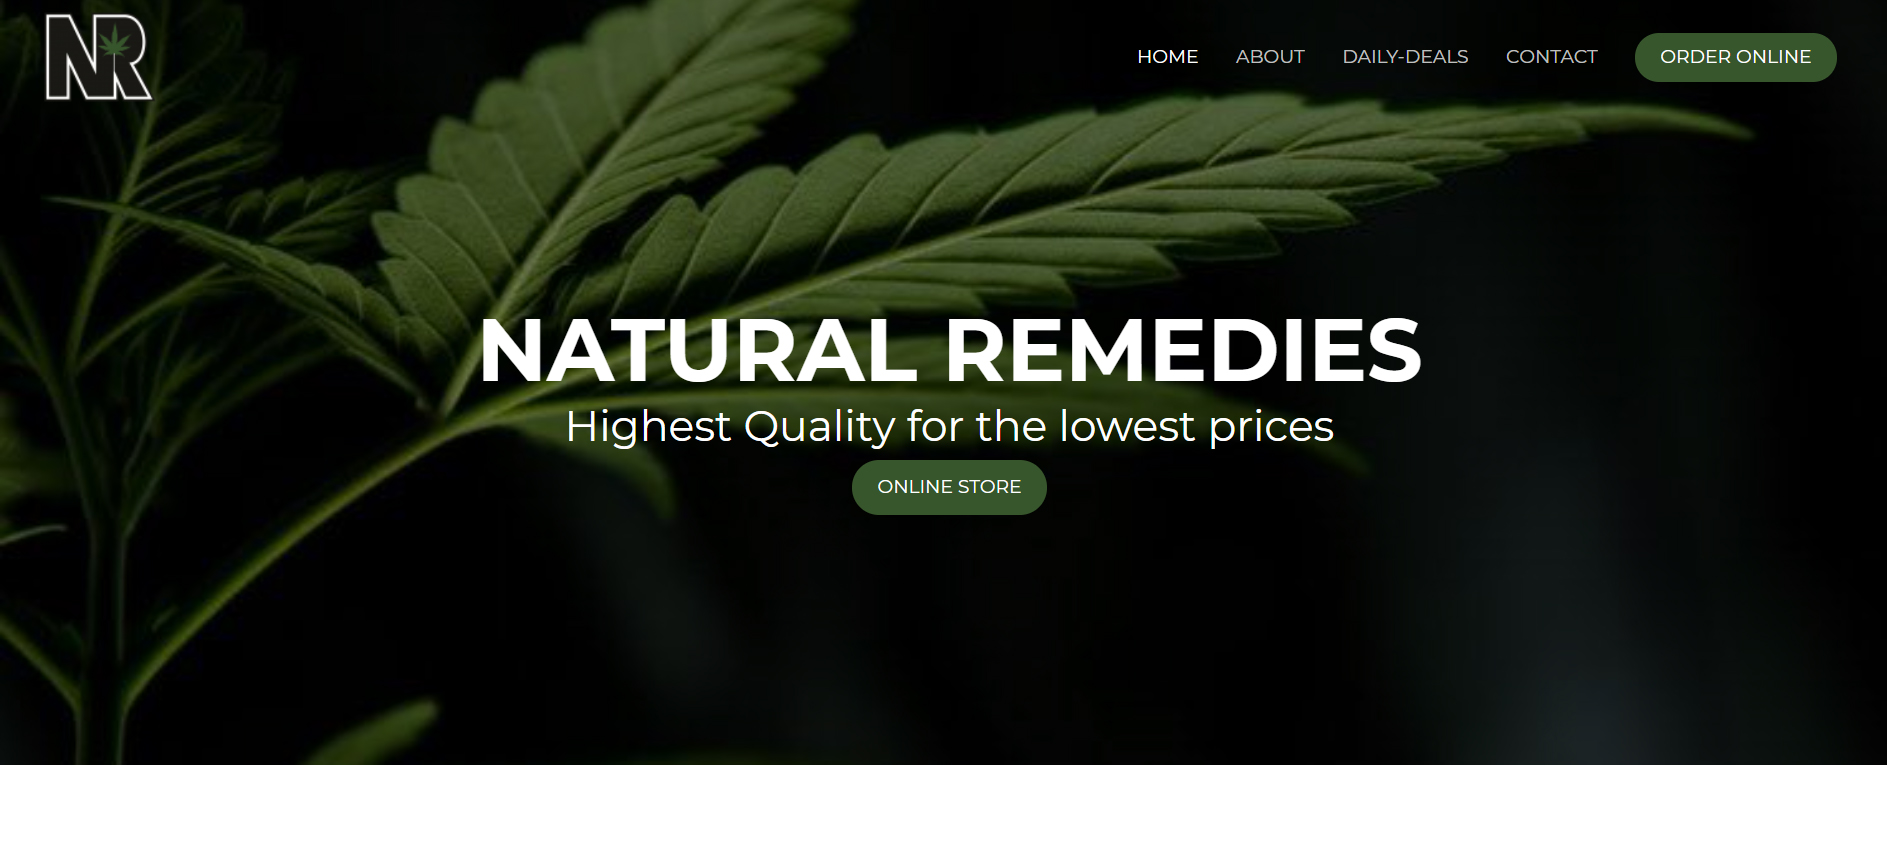 NR
HOME ABOUT DAILY-DEALS CONTACT ORDER ONLINE
NATURAL REMEDIES
Highest Quality for the lowest prices
ONLINE STORE